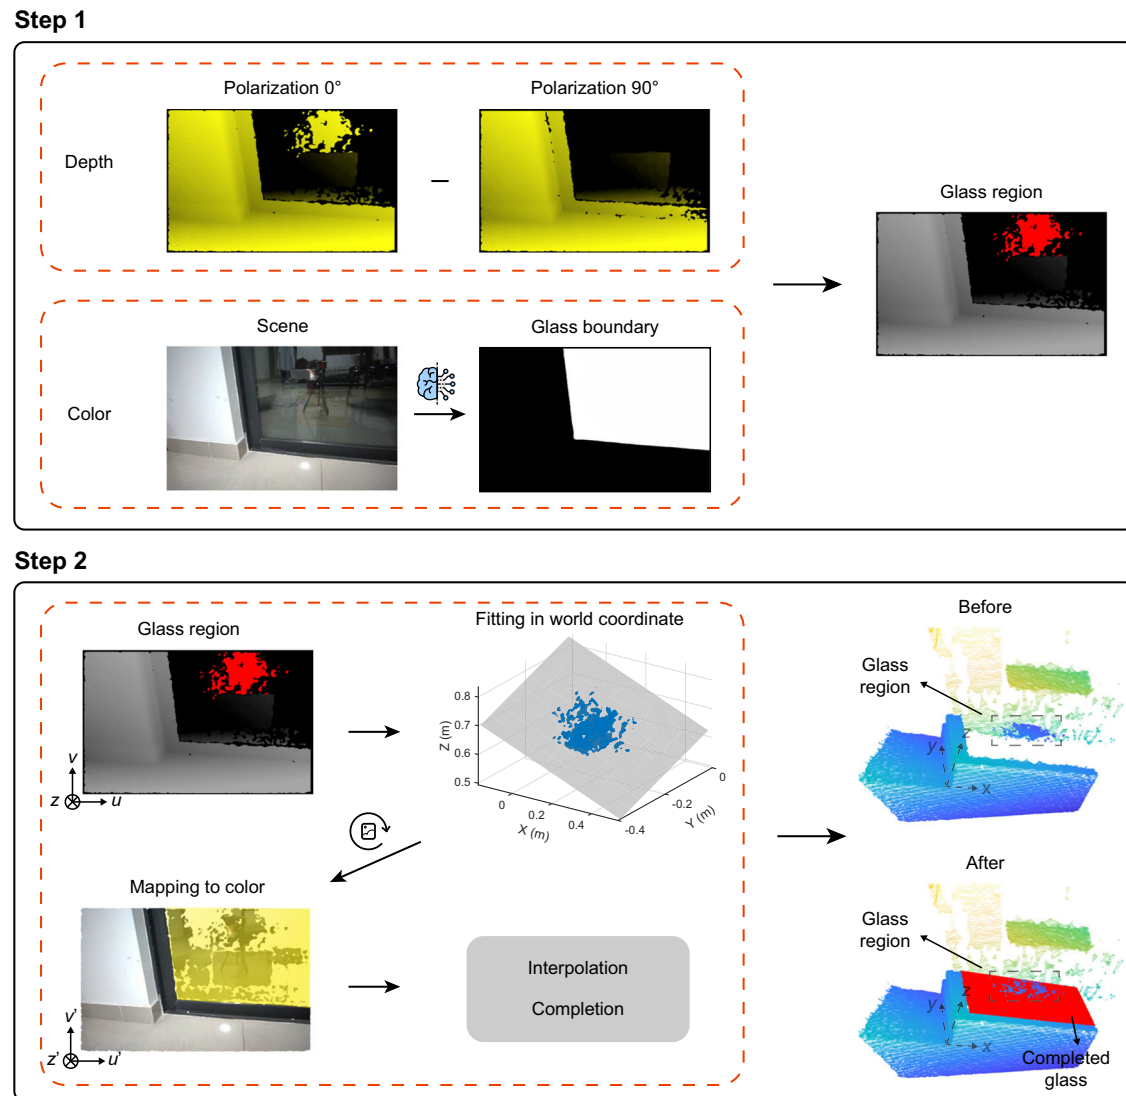 Step 1
Polarization 0°
Polarization 90°
Depth
–
Glass region
Scene
Glass boundary
Color
Step 2
Glass region
Fitting in world coordinate
Before
Glass
region
0.8
0.7
0.6
0.5
Z (m)
0
0.2
0.4
X (m)
-0.4
-0.2
0
Y (m)
v
z
u
y
z
x
Mapping to color
After
Glass
region
Interpolation
Completion
v'
z'
u'
y
z
x
Completed
glass